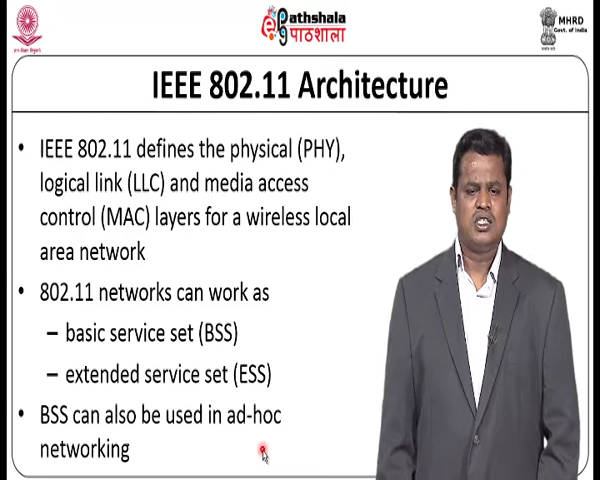 Pathshala
पाठशाला
MHRD
Govt. of India
IEEE 802.11 Architecture
• IEEE 802.11 defines the physical (PHY),
logical link (LLC) and media access
control (MAC) layers for a wireless local
area network
• 802.11 networks can work as
– basic service set (BSS)
– extended service set (ESS)
• BSS can also be used in ad-hoc
networking